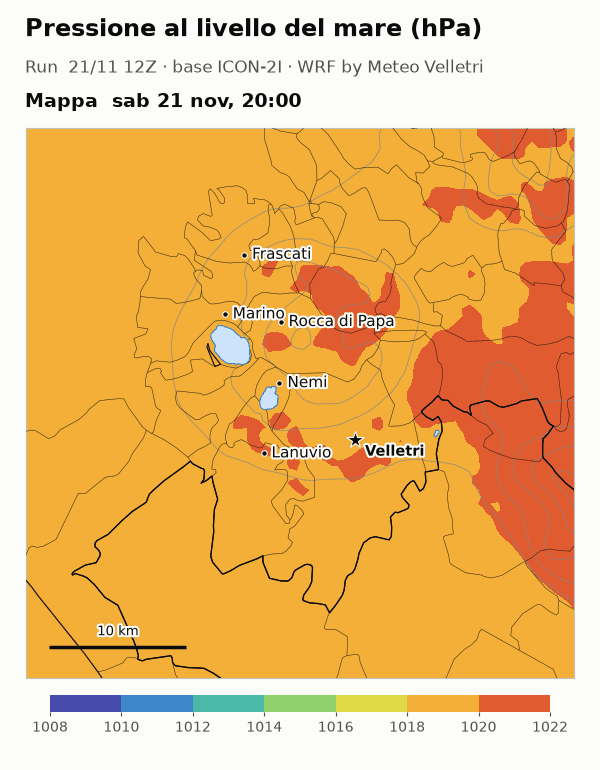 Pressione al livello del mare (hPa)
Run  21/11 12Z · base ICON-2I · WRF by Meteo Velletri
Mappa  sab 21 nov, 20:00
Frascati
Marino
Rocca di Papa
Nemi
Velletri
Lanuvio
10 km
1008 1010 1012 1014 1016 1018 1020 1022